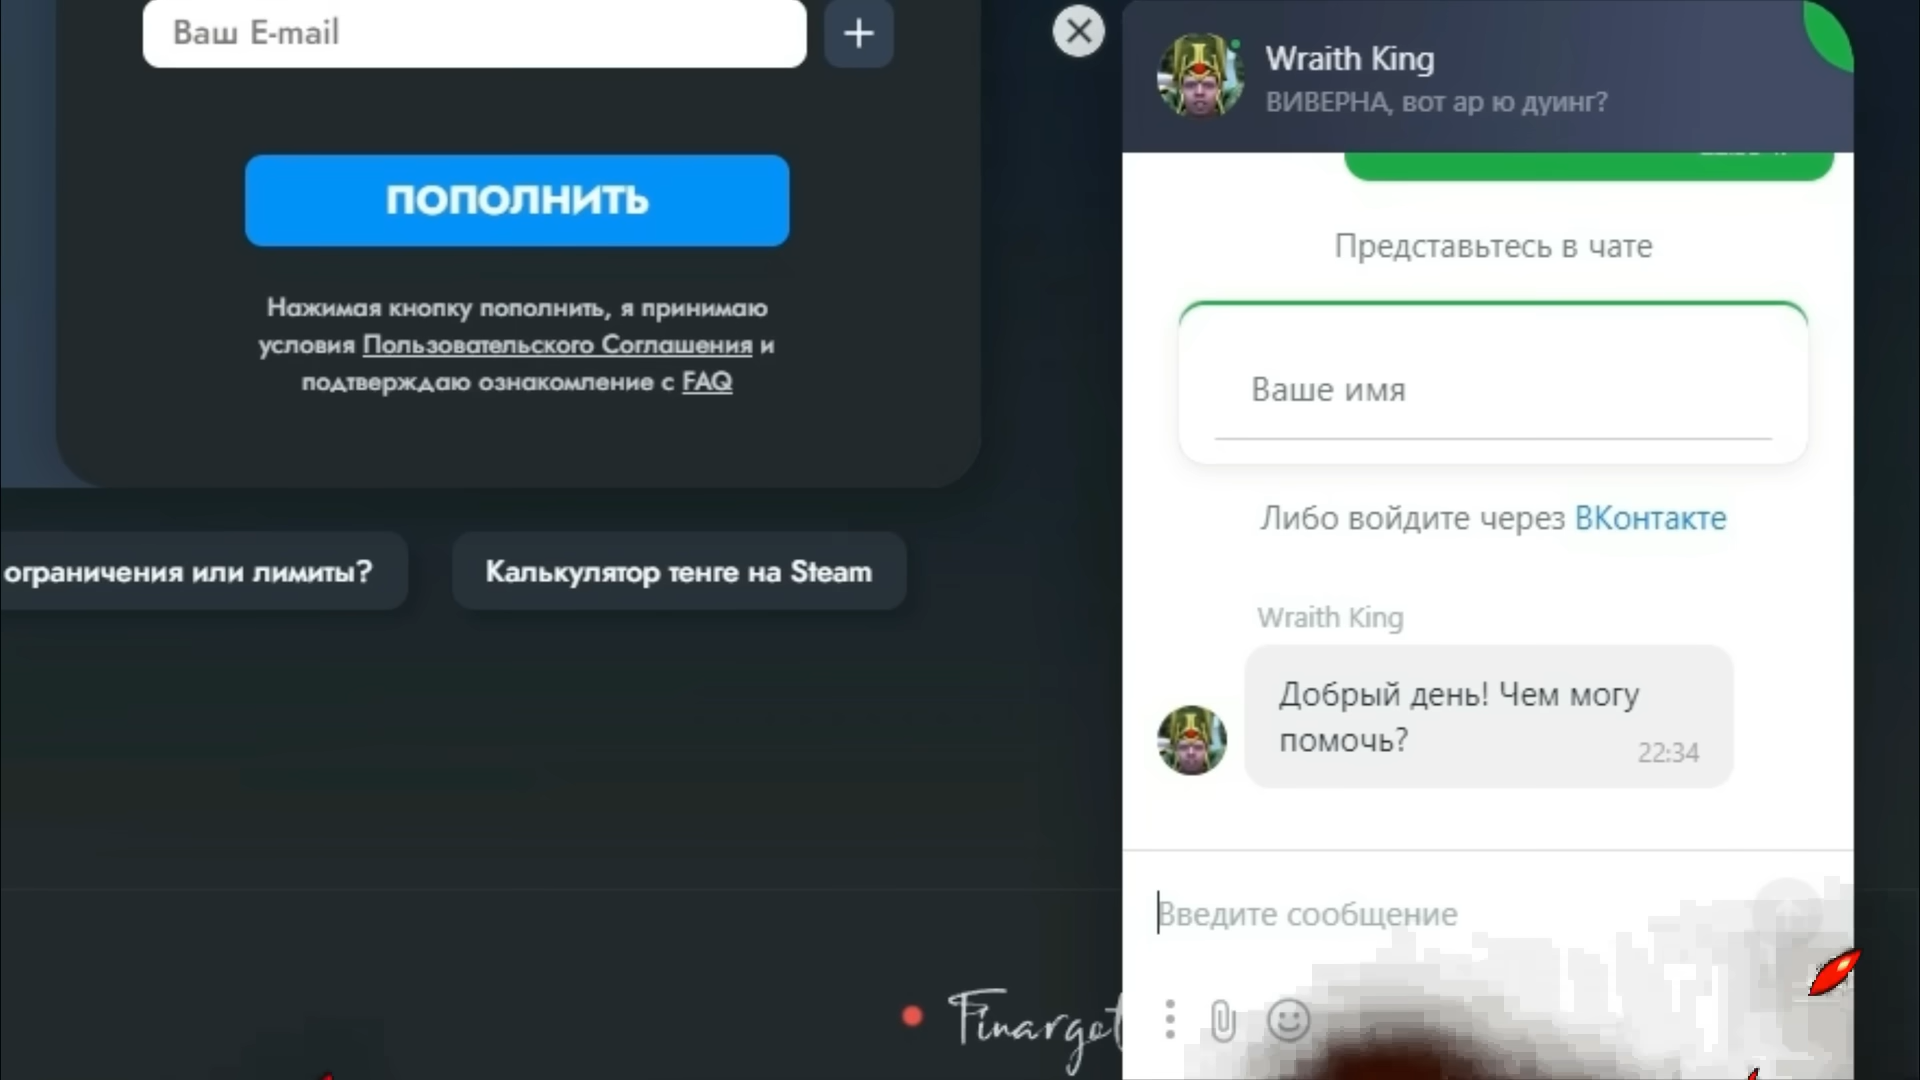 Ваш E-mail
ПОПОЛНИТЬ
Нажимая кнопку пополнить, я принимаю
условия Пользовательского Соглашения и
подтверждаю ознакомление с FAQ
ограничения или лимиты?
Калькулятор тенге на Steam
Finargot
Wraith King
ВИВЕРНА, вот ар ю дуинг?
Представьтесь в чате
Ваше имя
Либо войдите через ВКонтакте
Wraith King
Добрый день! Чем могу
помочь?
22:34
Введите сообщение